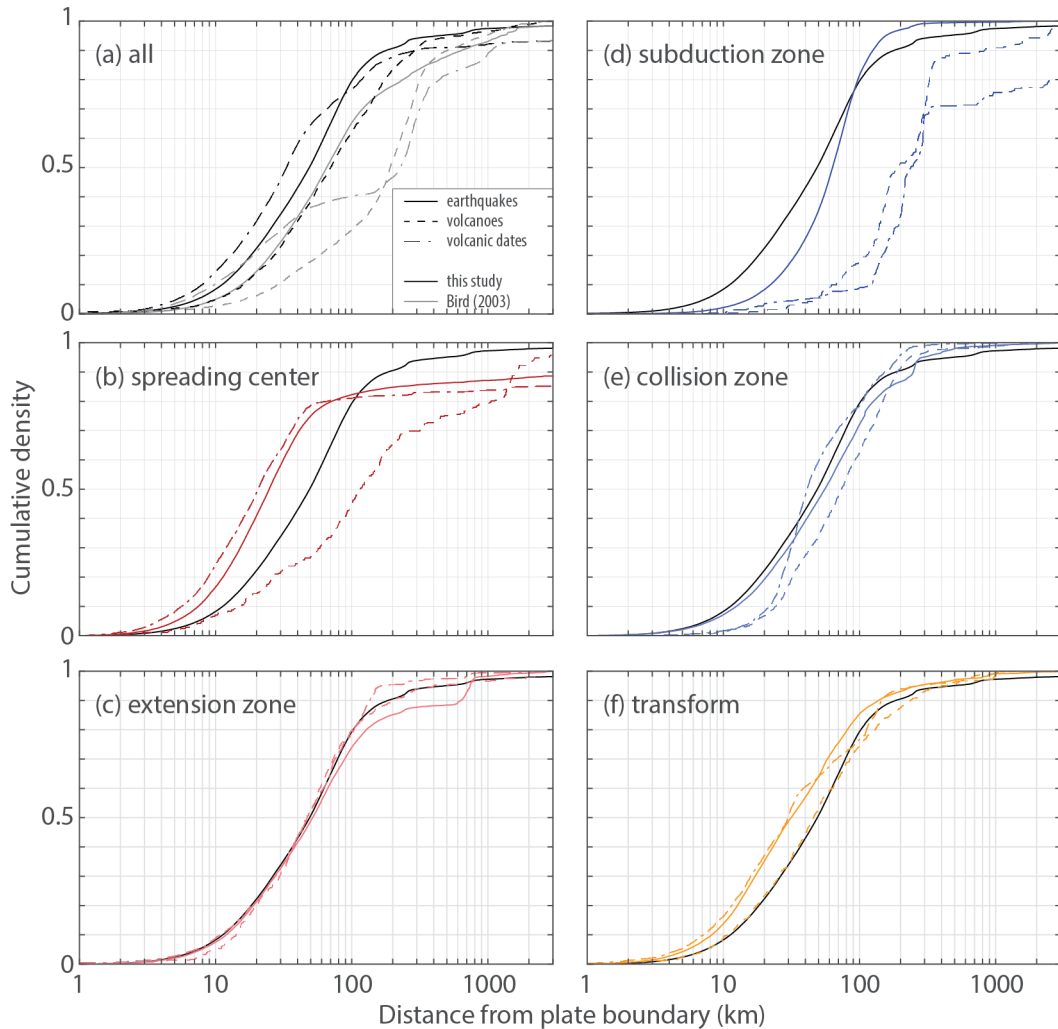 (a) all
1
0.5
0
earthquakes
volcanoes
volcanic dates
this study
Bird (2003)
(d) subduction zone
(b) spreading center
1
0.5
0
Cumulative density
(e) collision zone
(c) extension zone
1
0.5
0
1
10
100
1000
(f) transform
1
10
100
1000
Distance from plate boundary (km)